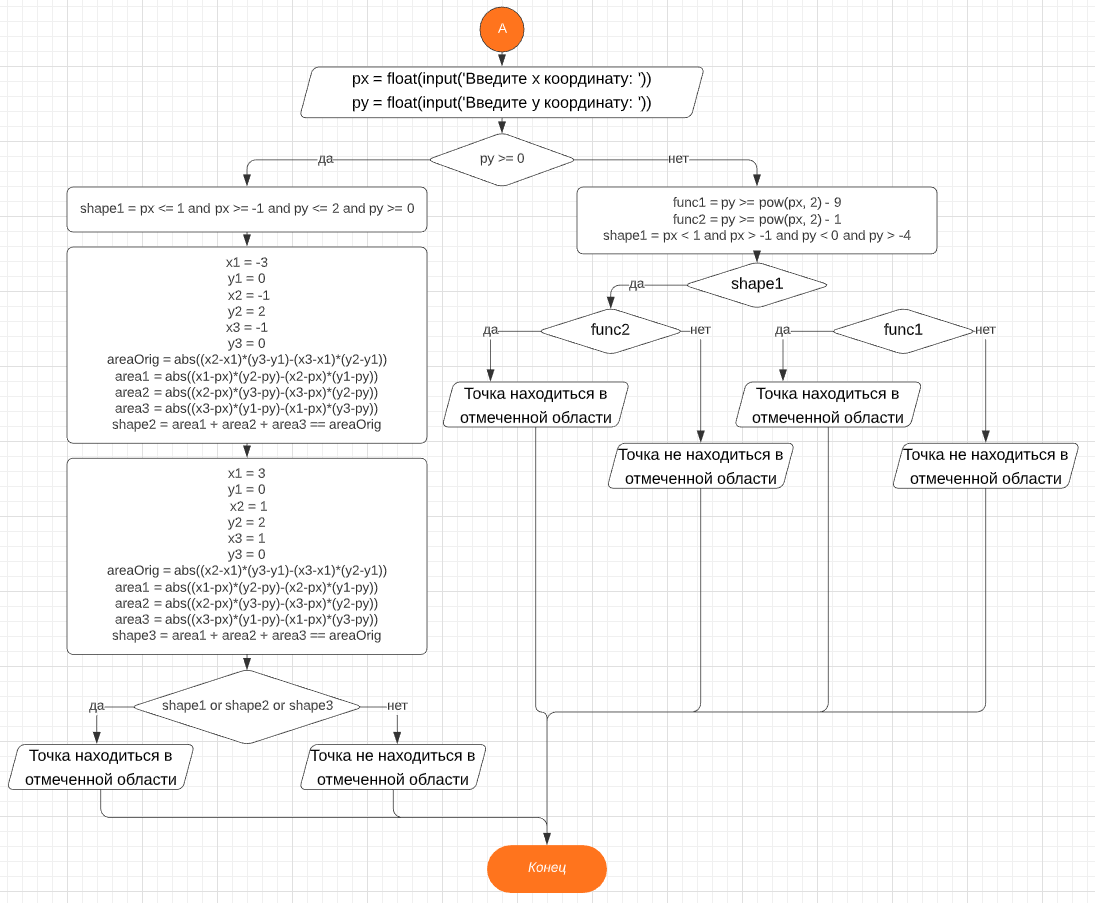 A
px = float(input('Введите x координату: '))
py = float(input('Введите y координату: '))
py >= 0
да
нет
shape1 = px <= 1 and px >= -1 and py <= 2 and py >= 0
x1 = -3
y1 = 0
x2 = -1
y2 = 2
x3 = -1
y3 = 0
areaOrig = abs((x2-x1)*(y3-y1)-(x3-x1)*(y2-y1))
area1 = abs((x1-px)*(y2-py)-(x2-px)*(y1-py))
area2 = abs((x2-px)*(y3-py)-(x3-px)*(y2-py))
area3 = abs((x3-px)*(y1-py)-(x1-px)*(y3-py))
shape2 = area1 + area2 + area3 == areaOrig
x1 = 3
y1 = 0
x2 = 1
y2 = 2
x3 = 1
y3 = 0
areaOrig = abs((x2-x1)*(y3-y1)-(x3-x1)*(y2-y1))
area1 = abs((x1-px)*(y2-py)-(x2-px)*(y1-py))
area2 = abs((x2-px)*(y3-py)-(x3-px)*(y2-py))
area3 = abs((x3-px)*(y1-py)-(x1-px)*(y3-py))
shape3 = area1 + area2 + area3 == areaOrig
shape1 or shape2 or shape3
да
нет
Точка находиться в
отмеченной области
Точка не находиться в
отмеченной области
func1 = py >= pow(px, 2) - 9
func2 = py >= pow(px, 2) - 1
shape1 = px < 1 and px > -1 and py < 0 and py > -4
shape1
да
func2
да
нет
Точка находиться в
отмеченной области
Точка не находиться в
отмеченной области
func1
да
нет
Точка находиться в
отмеченной области
Точка не находиться в
отмеченной области
Конец